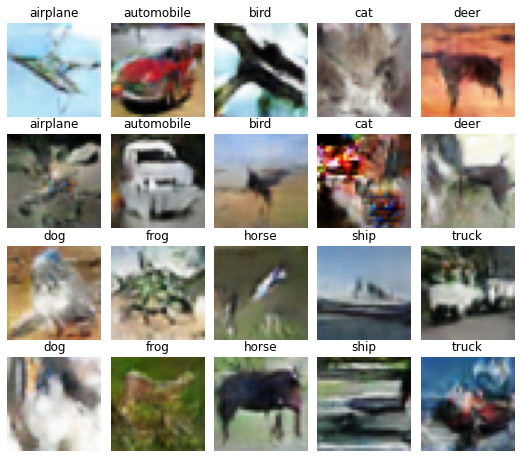 airplane automobile bird cat deer
airplane automobile bird cat deer
dog frog horse ship truck
dog frog horse ship truck